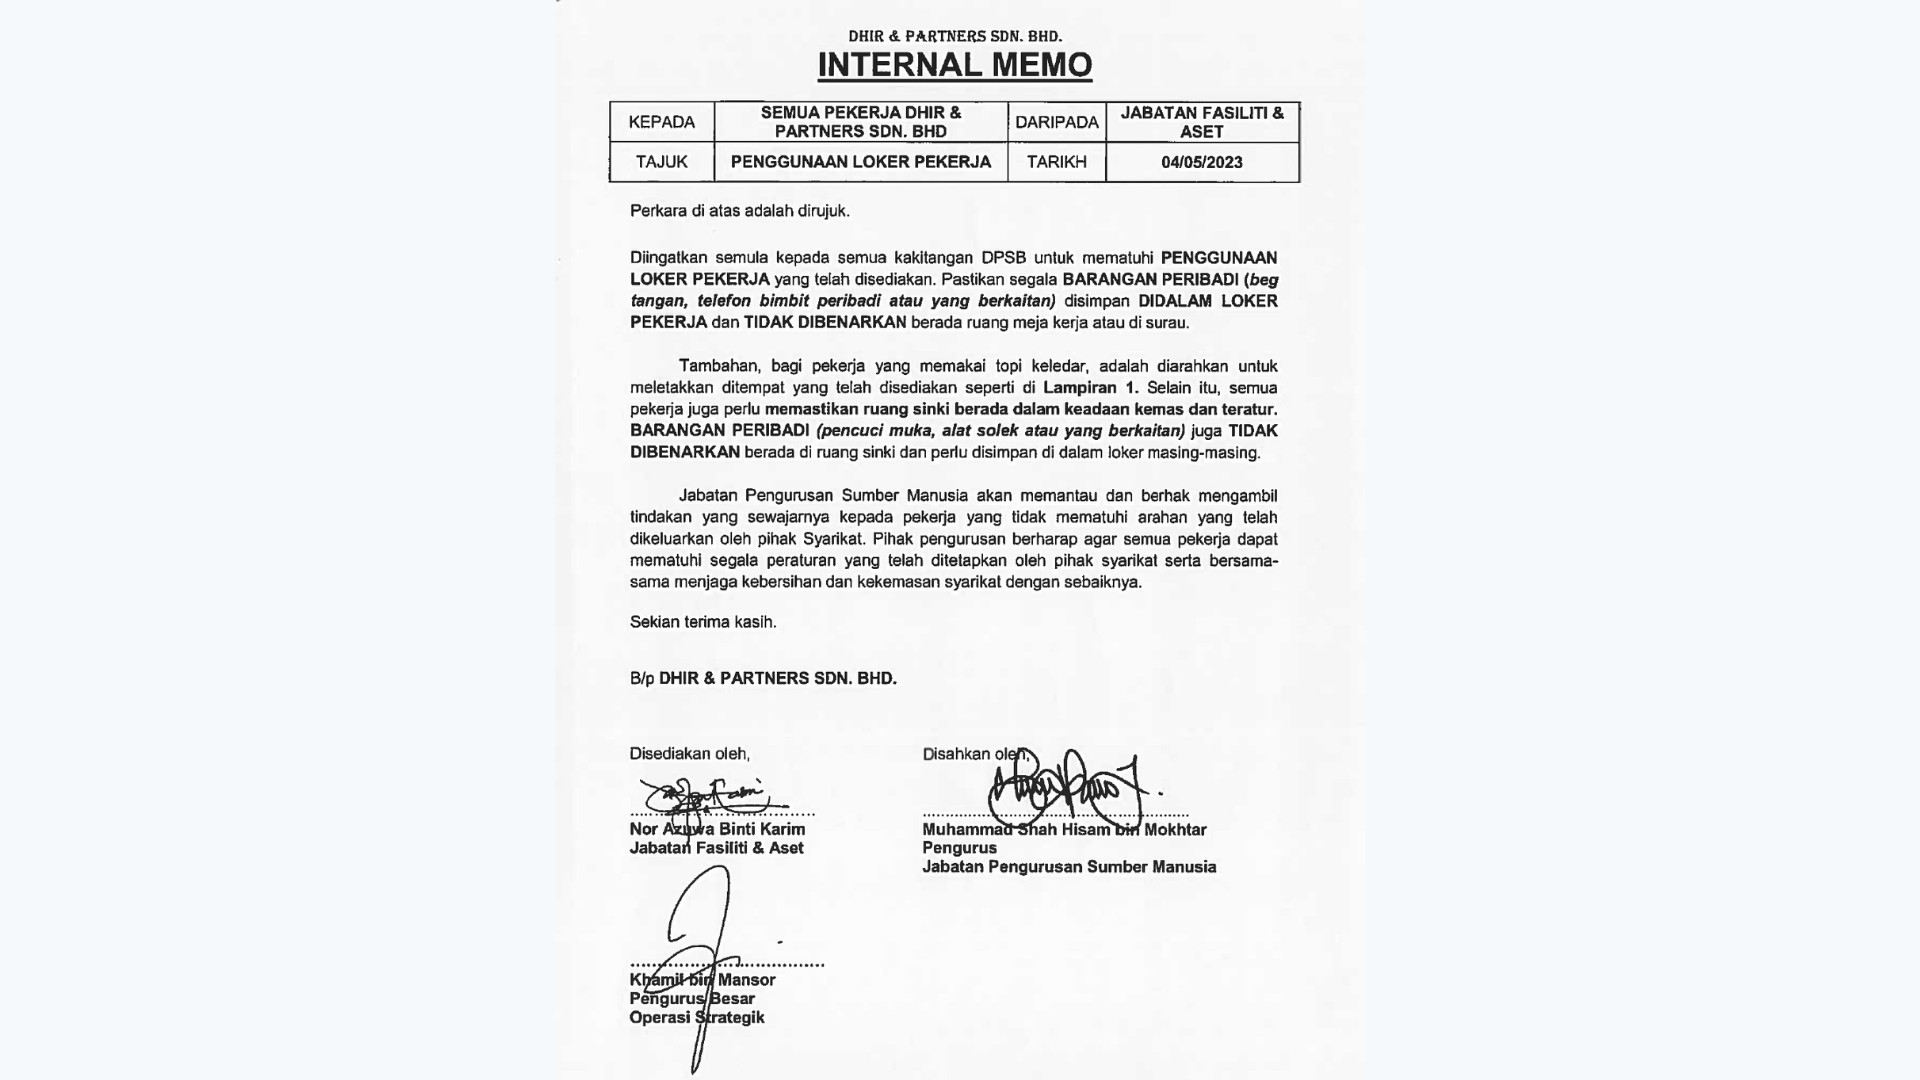 DHIR & PARTNERS SDN. BHD.
INTERNAL MEMO
KEPADA
SEMUA PEKERJA DHIR &
PARTNERS SDN. BHD
DARIPADA
JABATAN FASILITI &
ASET
TAJUK
PENGGUNAAN LOKER PEKERJA
TARIKH
04/05/2023
Perkara di atas adalah dirujuk.
Diingatkan semula kepada semua kakitangan DPSB untuk mematuhi PENGGUNAAN
LOKER PEKERJA yang telah disediakan. Pastikan segala BARANGAN PERIBADI (beg
tangan, telefon bimbit peribadi atau yang berkaitan) disimpan DIDALAM LOKER
PEKERJA dan TIDAK DIBENARKAN berada ruang meja kerja atau di surau.
Tambahan, bagi pekerja yang memakai topi keledar, adalah diarahkan untuk
meletakkan ditempat yang telah disediakan seperti di Lampiran 1. Selain itu, semua
pekerja juga perlu memastikan ruang sinki berada dalam keadaan kemas dan teratur.
BARANGAN PERIBADI (pencuci muka, alat solek atau yang berkaitan) juga TIDAK
DIBENARKAN berada di ruang sinki dan perlu disimpan di dalam loker masing-masing.
Jabatan Pengurusan Sumber Manusia akan memantau dan berhak mengambil
tindakan yang sewajarnya kepada pekerja yang tidak mematuhi arahan yang telah
dikeluarkan oleh pihak Syarikat. Pihak pengurusan berharap agar semua pekerja dapat
mematuhi segala peraturan yang telah ditetapkan oleh pihak syarikat serta bersama-
sama menjaga kebersihan dan kekemasan syarikat dengan sebaiknya.
Sekian terima kasih.
B/p DHIR & PARTNERS SDN. BHD.
Disediakan oleh,
Disahkan oleh,
Nor Azuwa Binti Karim
Jabatan Fasiliti & Aset
Muhammad Shah Hisam bin Mokhtar
Pengurus
Jabatan Pengurusan Sumber Manusia
Khamil bin Mansor
Pengurus Besar
Operasi Strategik